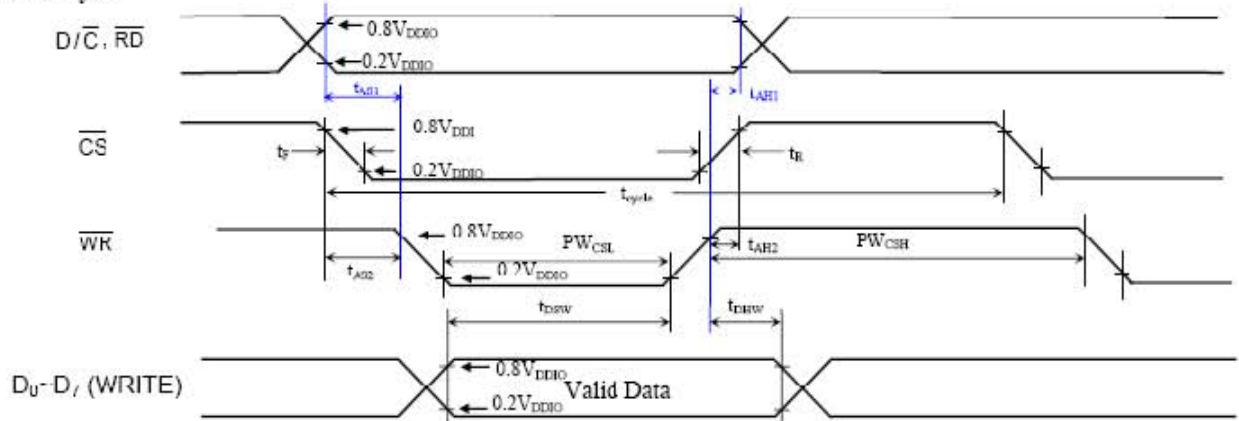 D/C, RD
0.8VDDIO
0.2VDDIO
tAS1
tAH1
CS
0.8VDDI
tF
tR
0.2VDDIO
tcycle
WR
0.8VDDIO
PWCSL
tAH2
PWCSH
tAS2
0.2VDDIO
tDSW
tDHW
D0~D7 (WRITE)
0.8VDDIO
Valid Data
0.2VDDIO